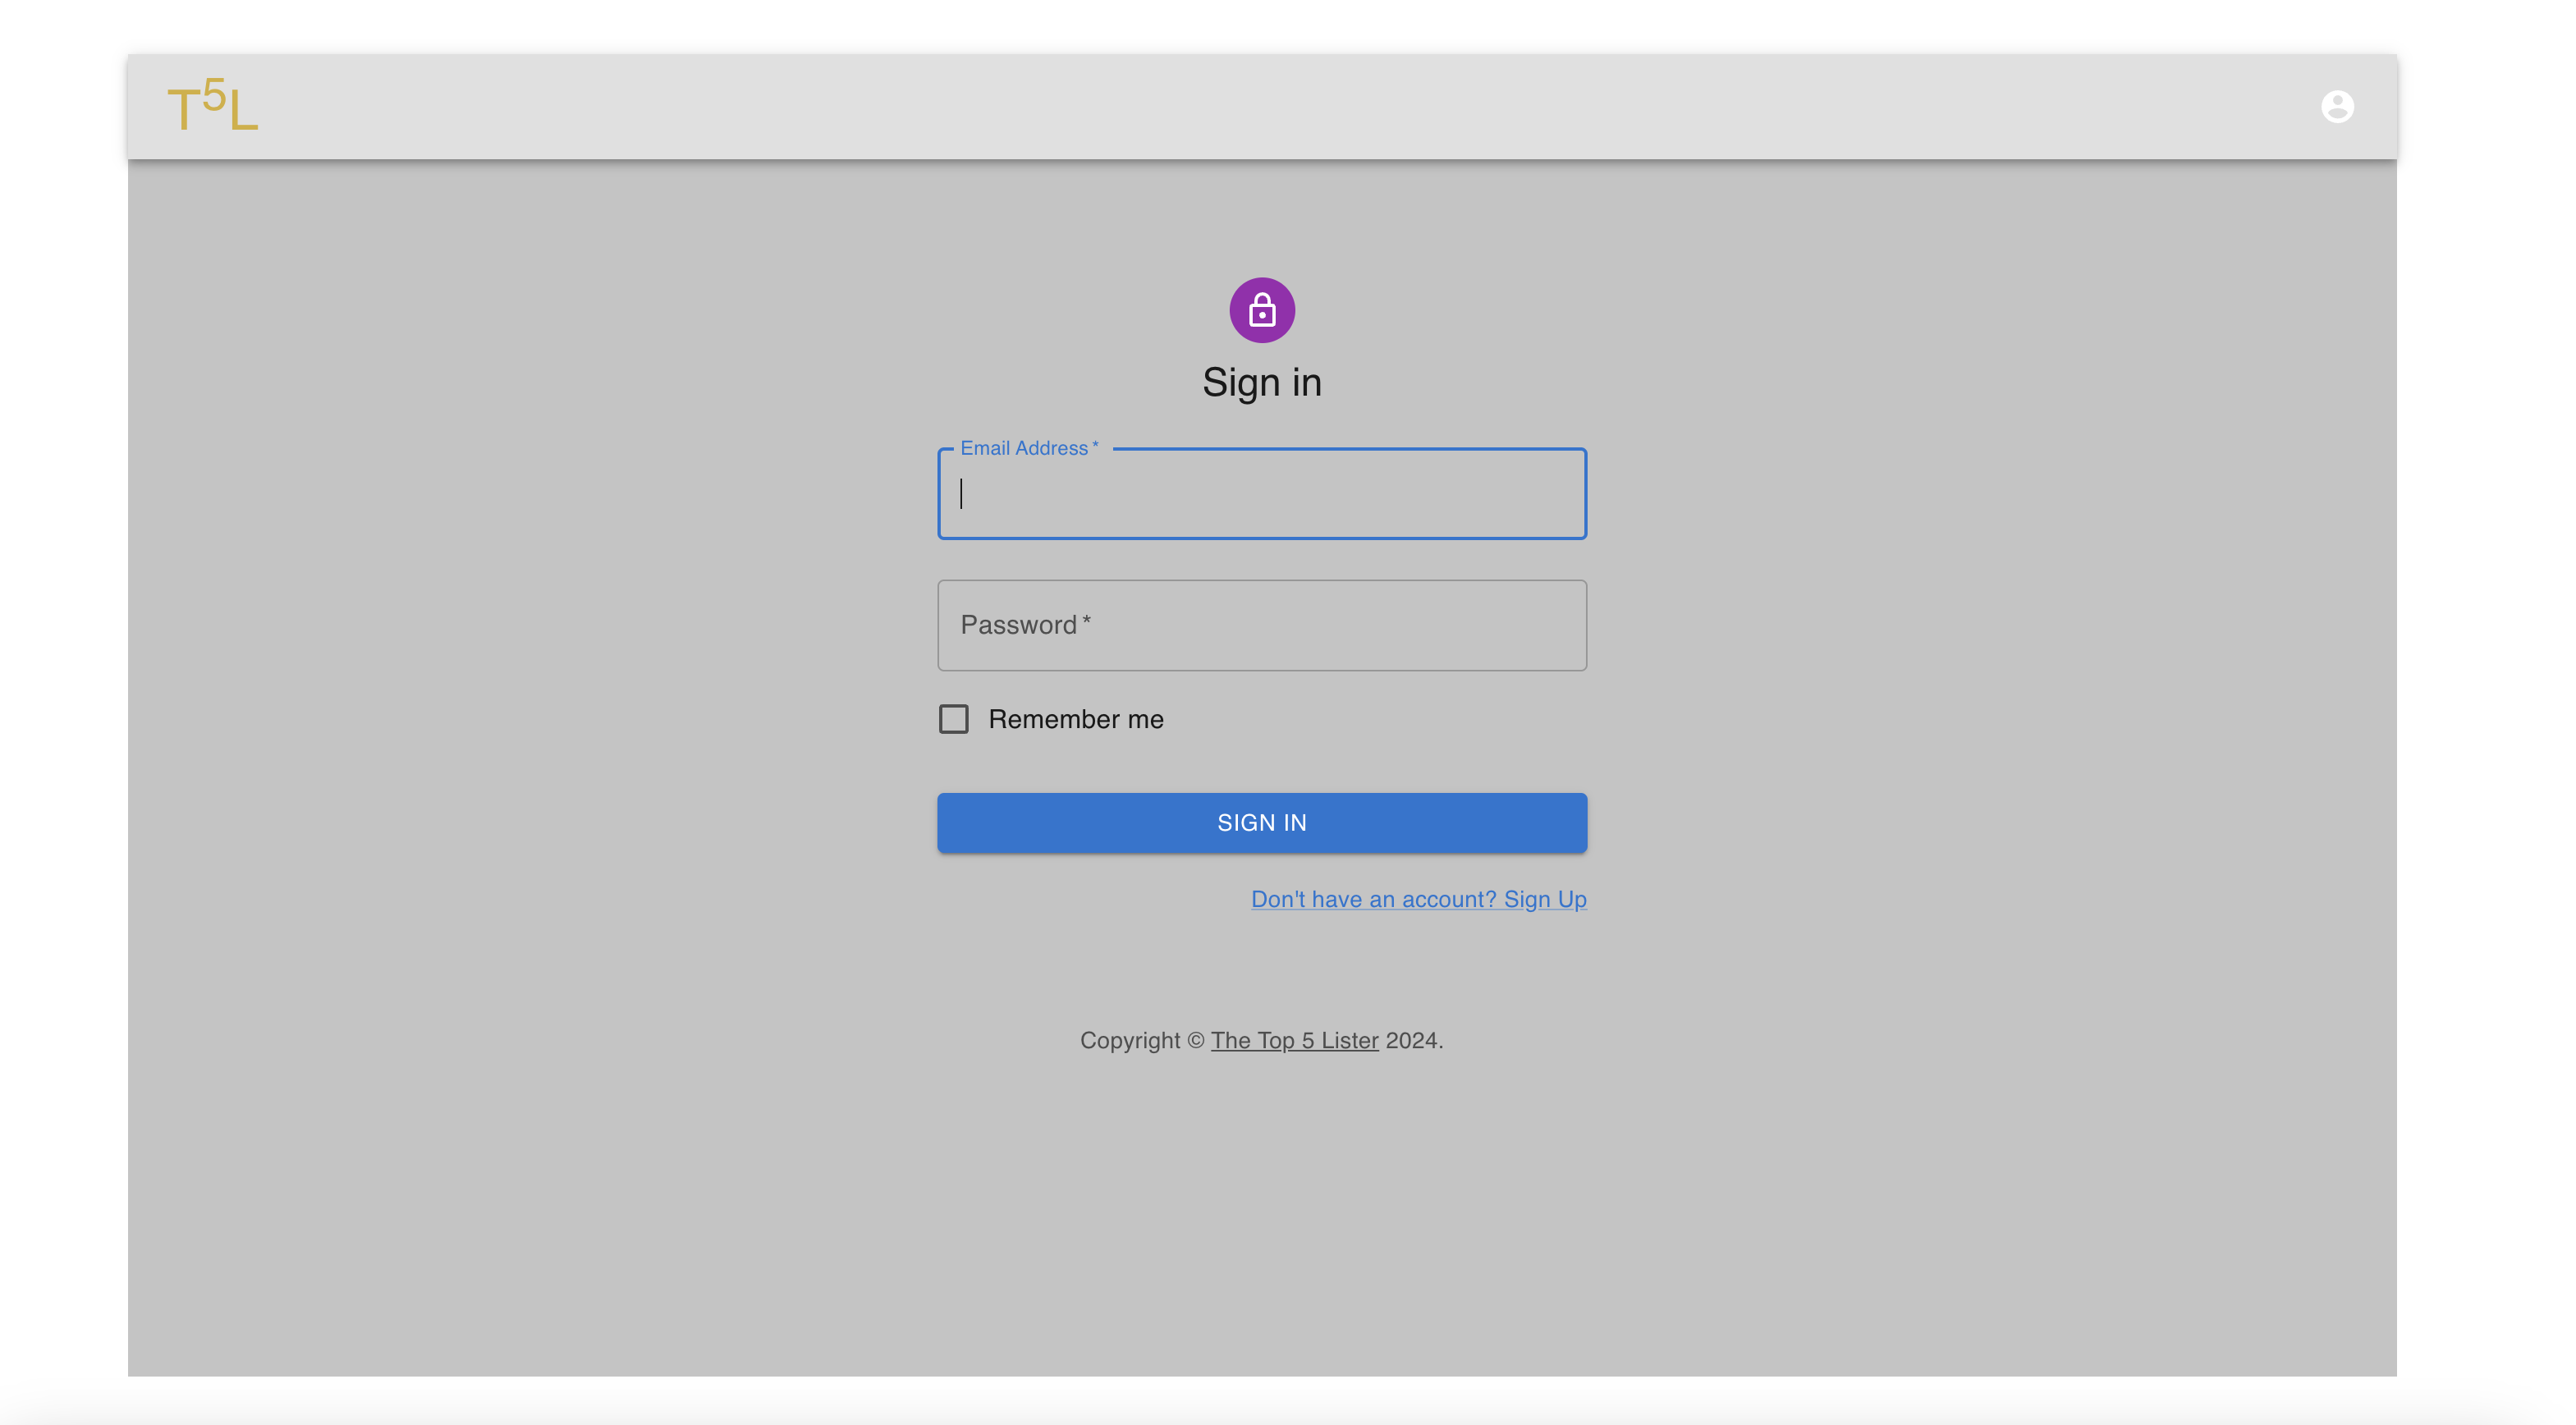 T5L
Sign in
Email Address *
Password *
Remember me
SIGN IN
Don't have an account? Sign Up
Copyright © The Top 5 Lister 2024.